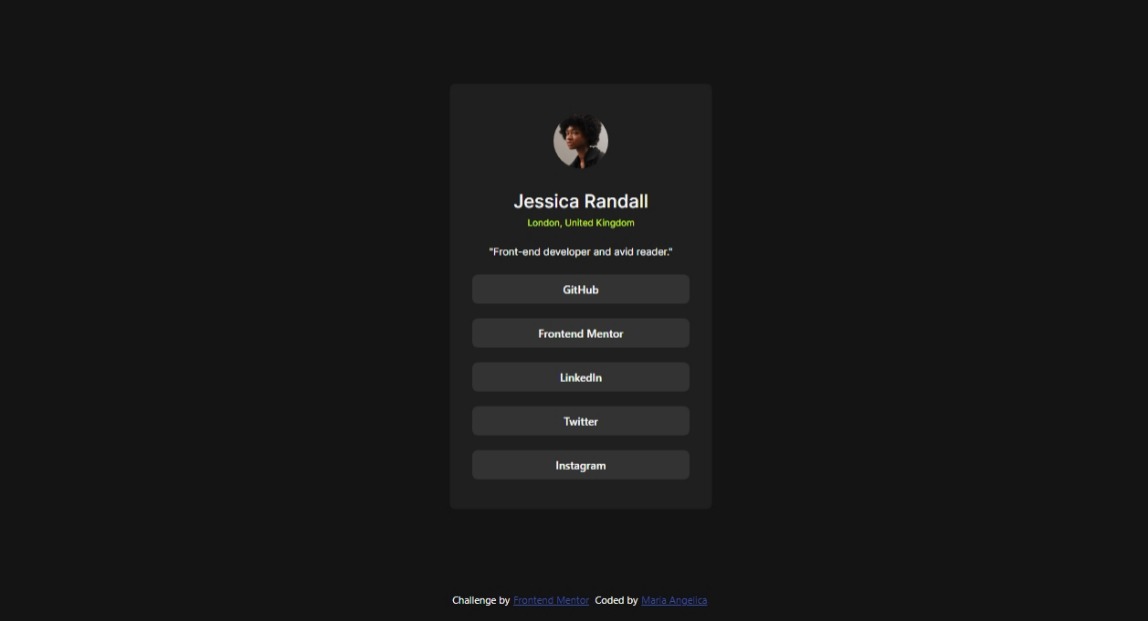 Jessica Randall
London, United Kingdom
"Front-end developer and avid reader."
GitHub
Frontend Mentor
LinkedIn
Twitter
Instagram
Challenge by Frontend Mentor Coded by Maria Angelica